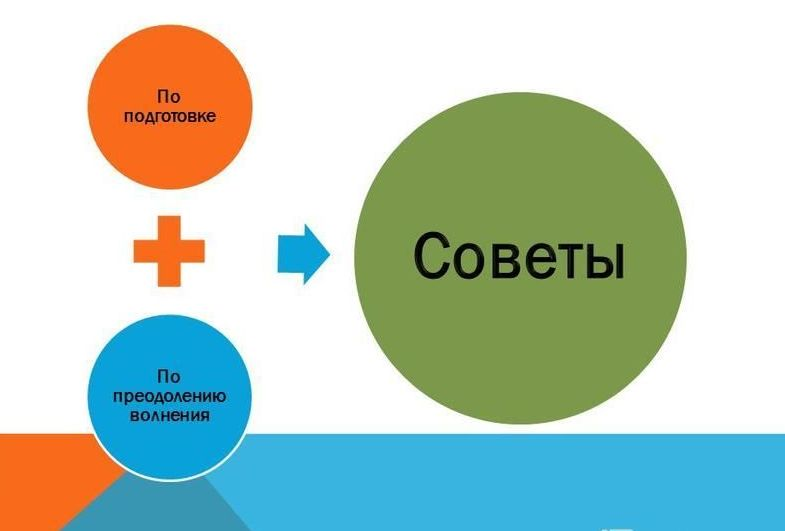 По
подготовке
По
преодолению
волнения
Советы